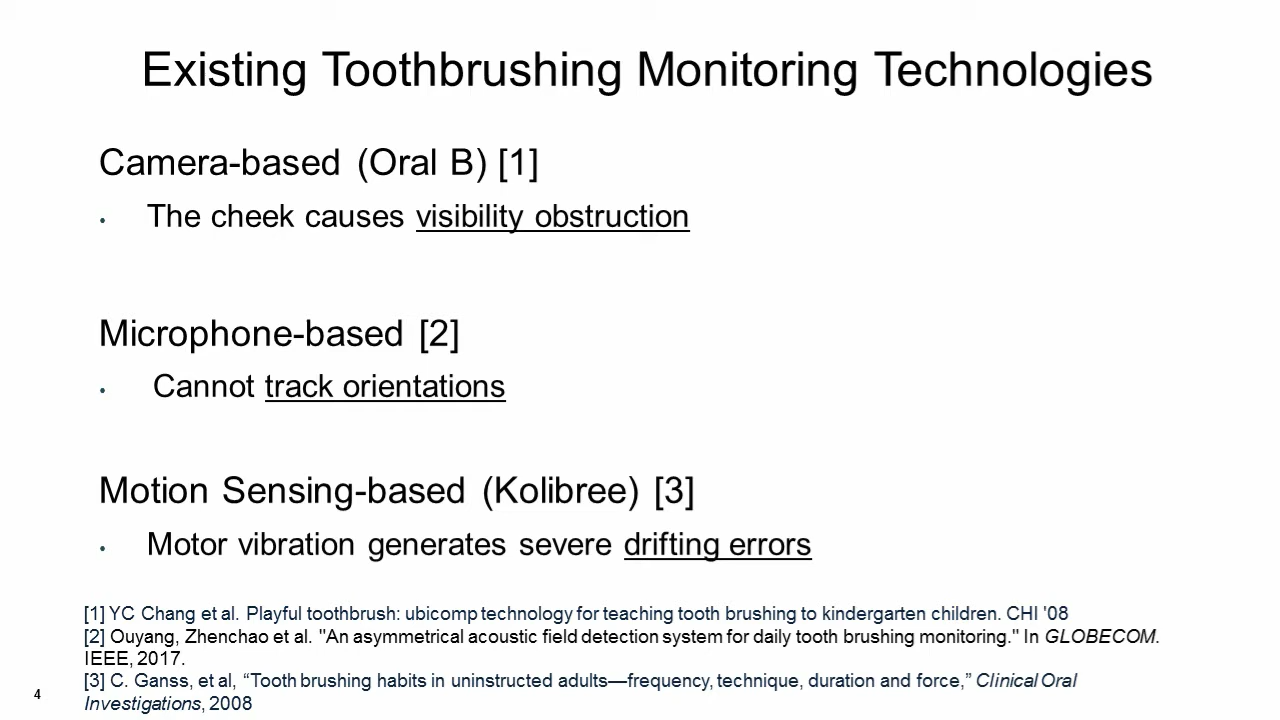 Existing Toothbrushing Monitoring Technologies
Camera-based (Oral B) [1]
• The cheek causes visibility obstruction
Microphone-based [2]
• Cannot track orientations
Motion Sensing-based (Kolibree) [3]
• Motor vibration generates severe drifting errors
[1] YC Chang et al. Playful toothbrush: ubicomp technology for teaching tooth brushing to kindergarten children. CHI '08
[2] Ouyang, Zhenchao et al. "An asymmetrical acoustic field detection system for daily tooth brushing monitoring." In GLOBECOM.
IEEE, 2017.
[3] C. Ganss, et al, “Tooth brushing habits in uninstructed adults—frequency, technique, duration and force,” Clinical Oral
Investigations, 2008
4